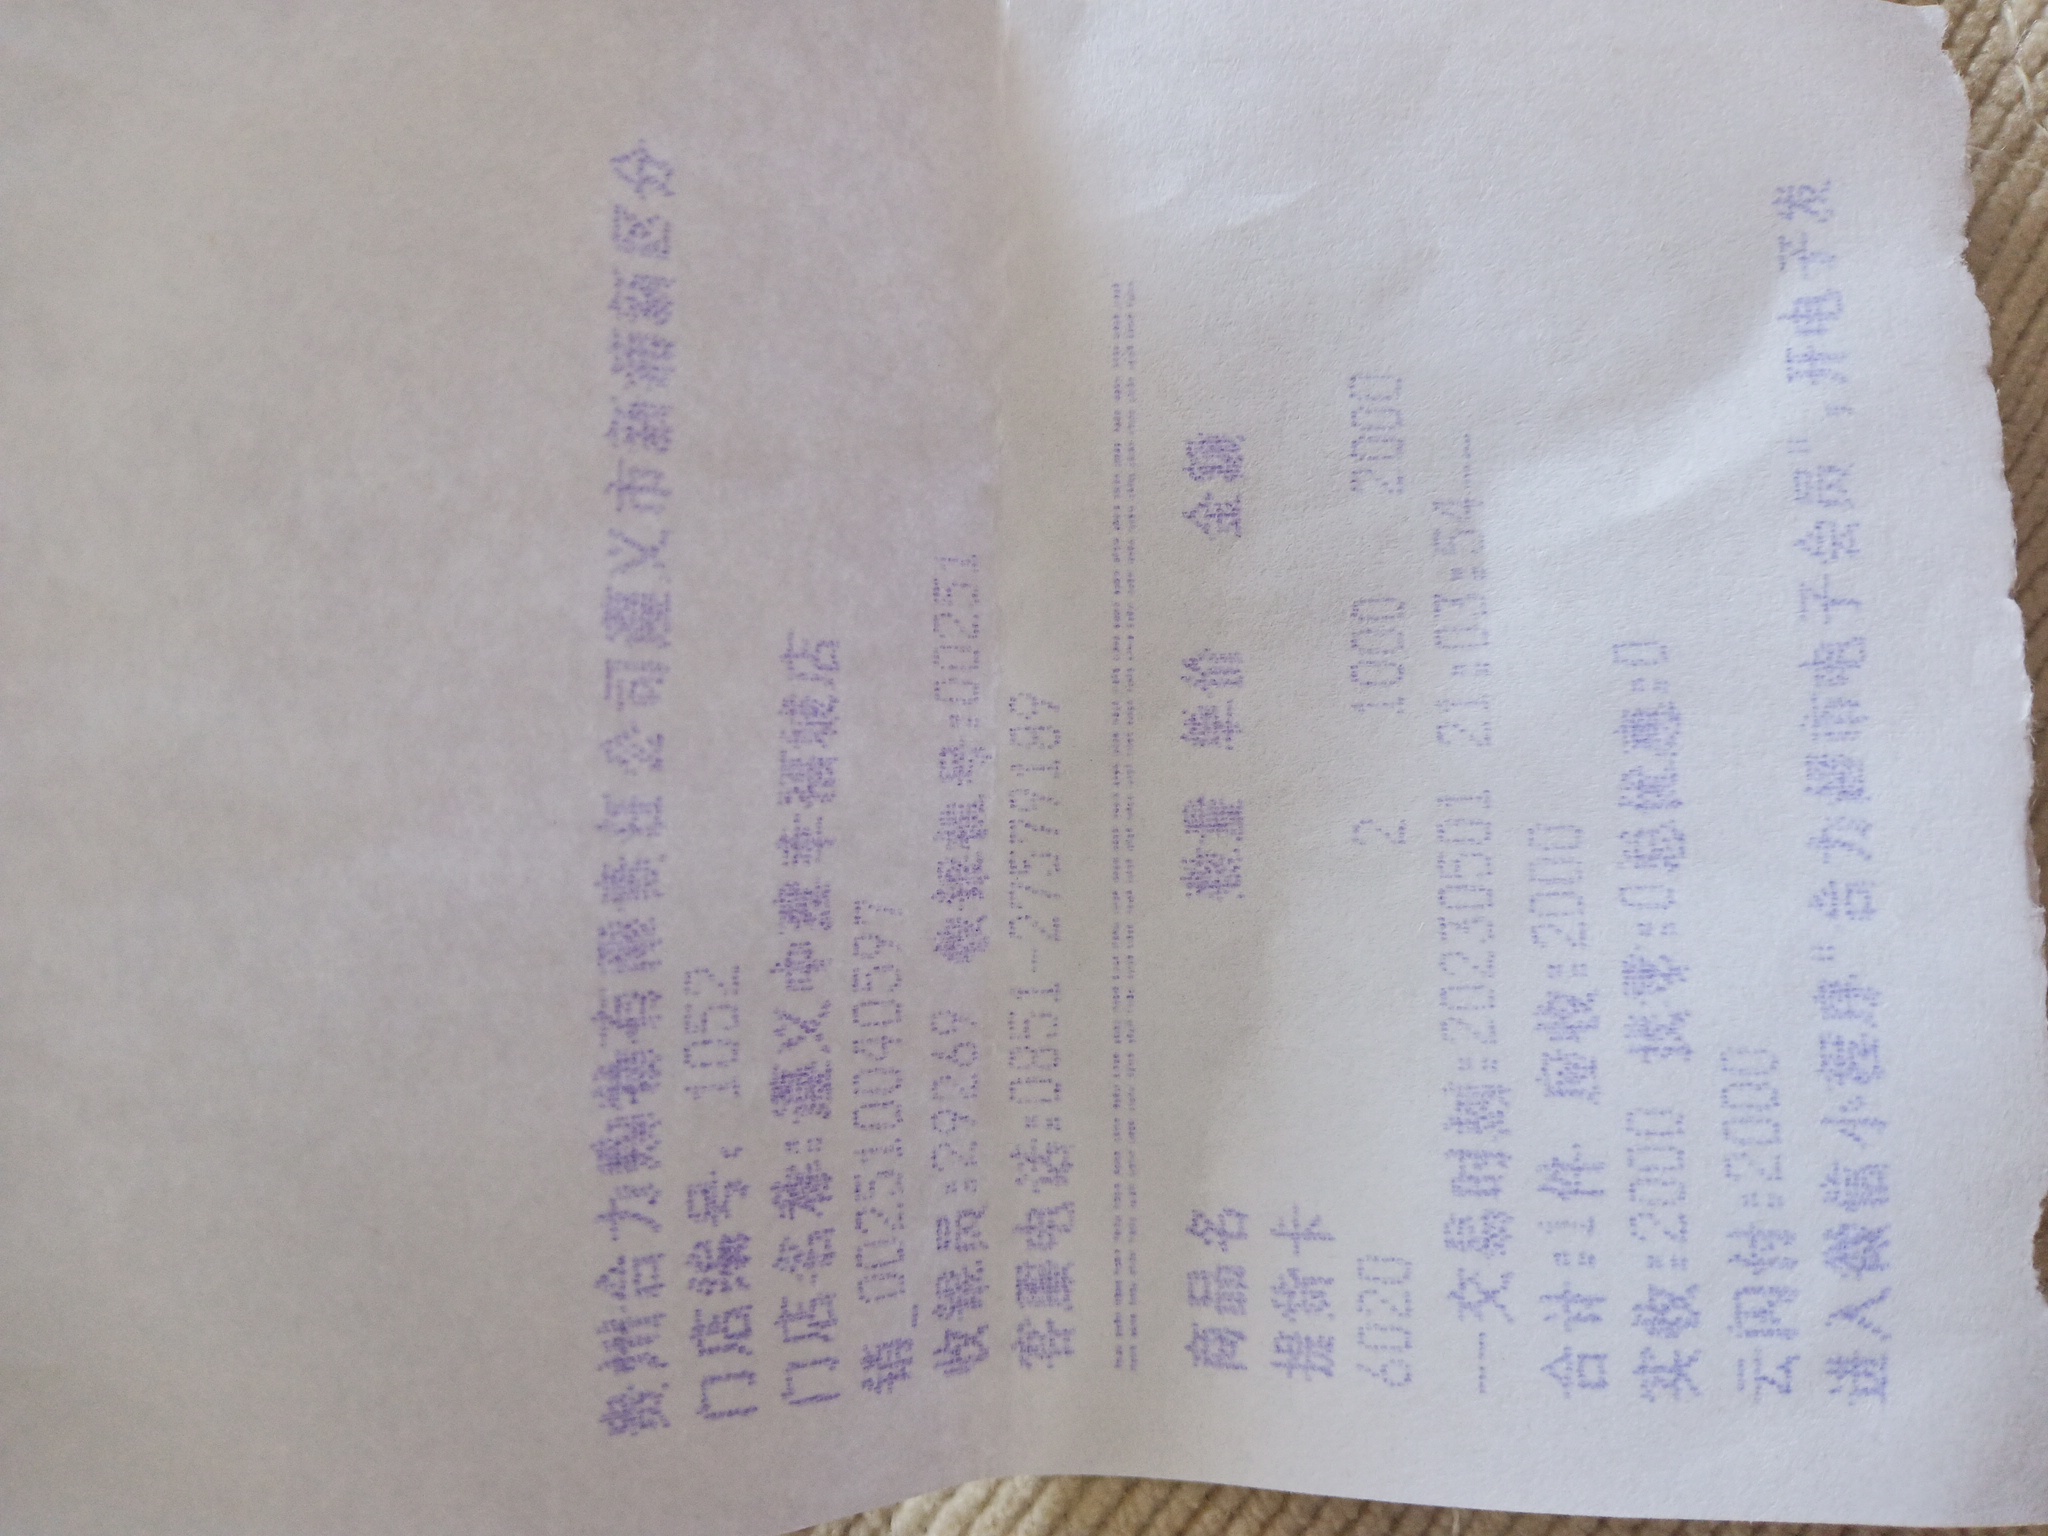 贵州合力购物有限责任公司遵义市新蒲新区分
门店编号: 1052
门店名称:遵义中建幸福城店
销_002510040597
收银员:29269 收银机号:00251
客服电话:0851-27579189
商品名 数量 单价 金额
提货卡
6020 2 1000 2000
----交易时间:20230501 21:03:54----
合计:1件 应收:2000
实收:2000 找零:0总优惠:0
云闪付:2000
进入微信小程序"合力超市电子会员",开电子发